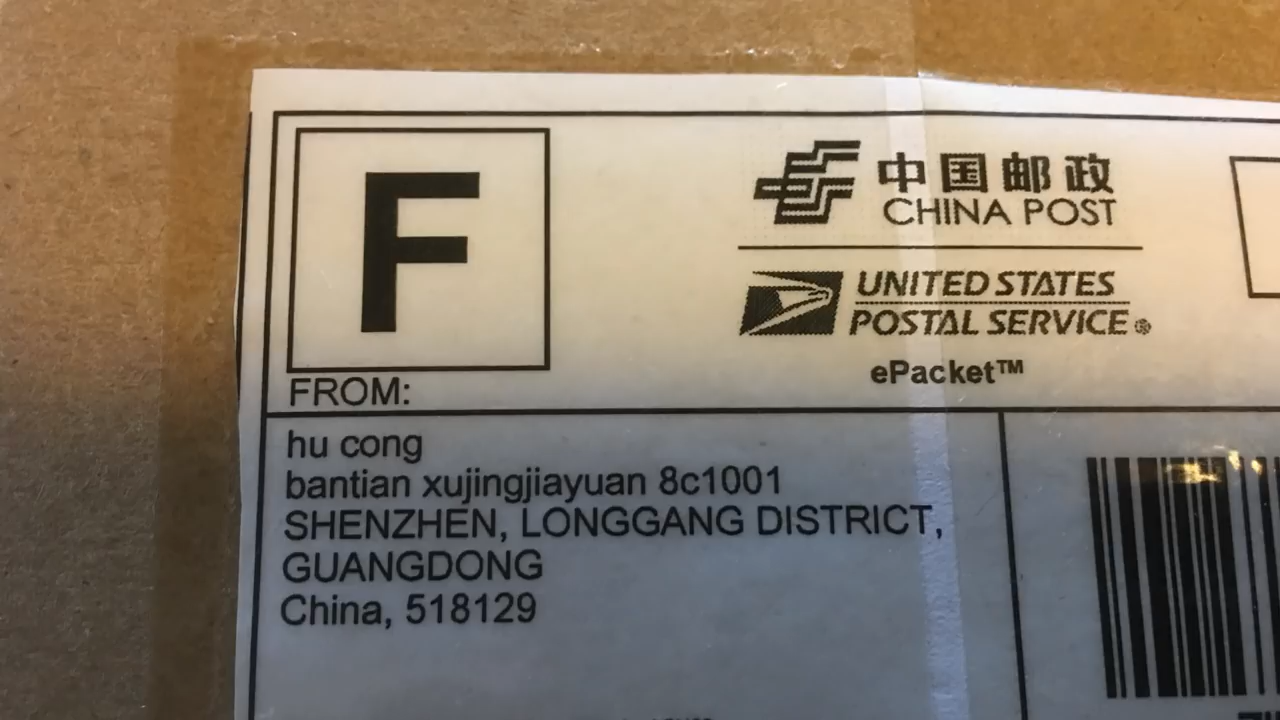 F
中国邮政
CHINA POST
UNITED STATES
POSTAL SERVICE®
ePacket™
FROM:
hu cong
bantian xujingjiayuan 8c1001
SHENZHEN, LONGGANG DISTRICT,
GUANGDONG
China, 518129